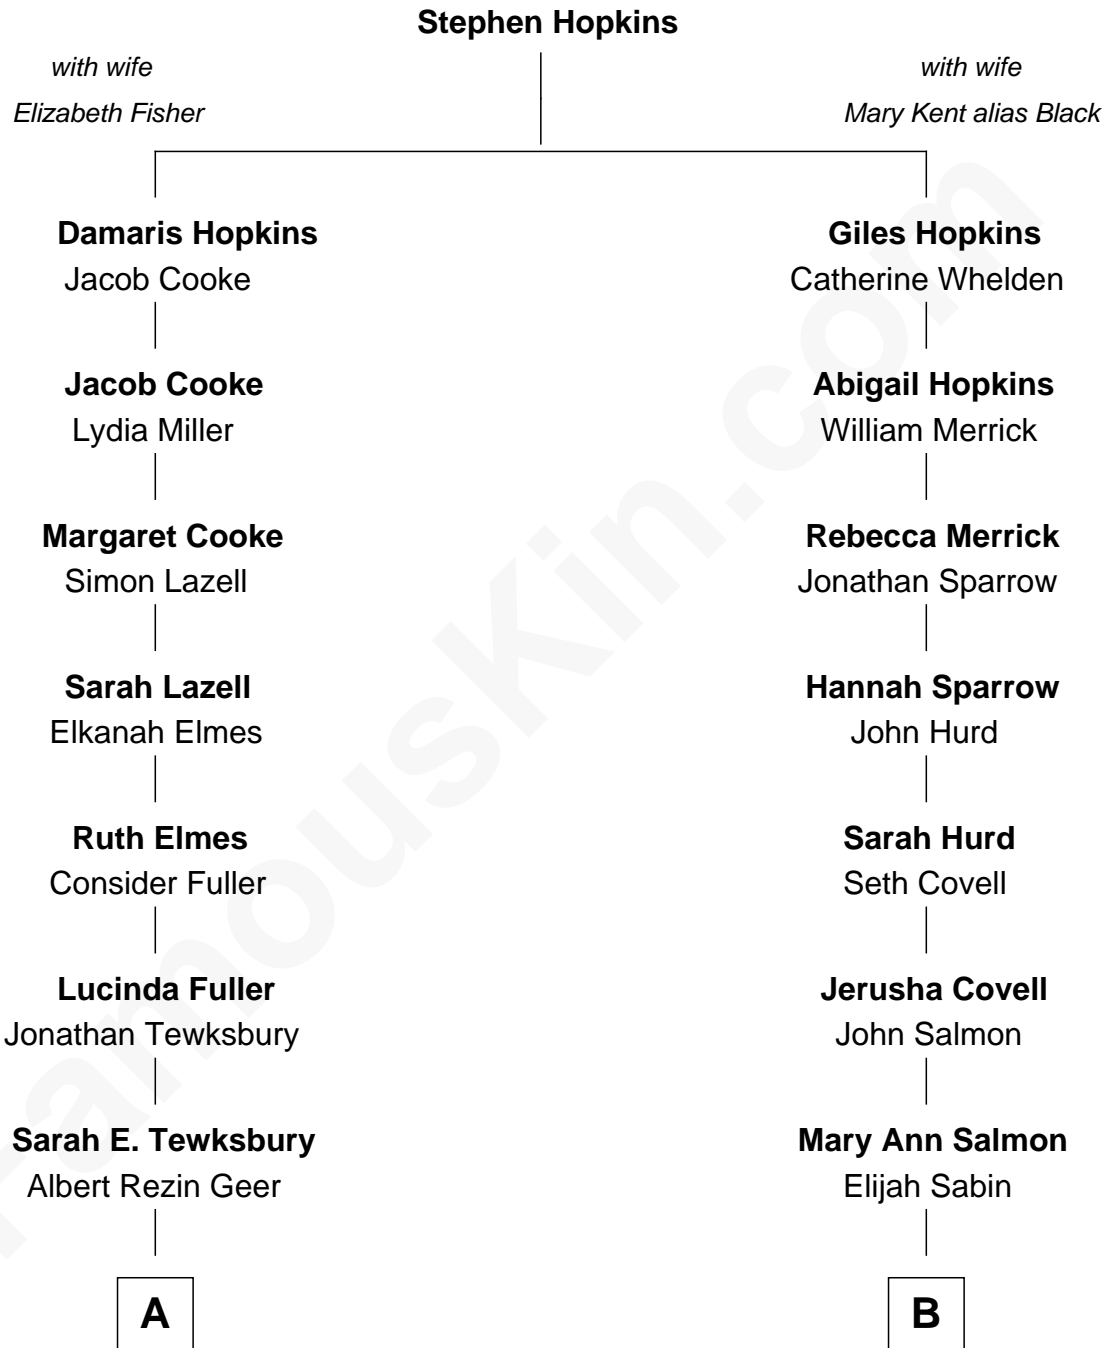 Stephen Hopkins
with wife
Elizabeth Fisher
with wife
Mary Kent alias Black
Damaris Hopkins
Jacob Cooke
Giles Hopkins
Catherine Whelden
Jacob Cooke
Lydia Miller
Abigail Hopkins
William Merrick
Margaret Cooke
Simon Lazell
Rebecca Merrick
Jonathan Sparrow
Sarah Lazell
Elkanah Elmes
Hannah Sparrow
John Hurd
Ruth Elmes
Consider Fuller
Sarah Hurd
Seth Covell
Lucinda Fuller
Jonathan Tewksbury
Jerusha Covell
John Salmon
Sarah E. Tewksbury
Albert Rezin Geer
Mary Ann Salmon
Elijah Sabin
A
B
FamousKin.com